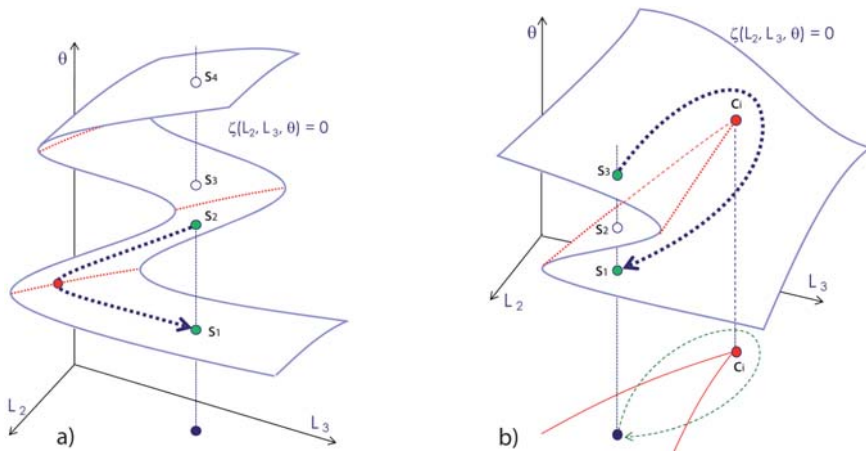 θ
S4
ζ(L2, L3, θ) = 0
S3
S2
S1
L2
L3
a)
θ
ζ(L2, L3, θ) = 0
Ci
S3
S2
S1
L2
L3
Ci
b)